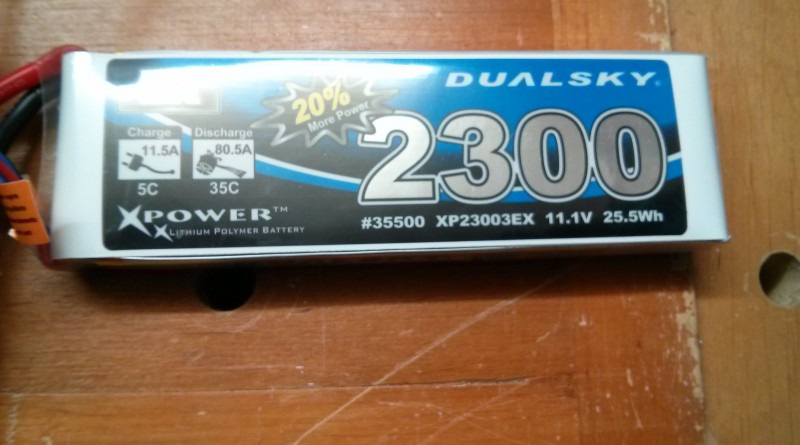 DUALSKY
20%
More Power
2300
Charge
11.5A
5C
Discharge
80.5A
35C
XPOWER™
LITHIUM POLYMER BATTERY
#35500 XP23003EX 11.1V 25.5Wh